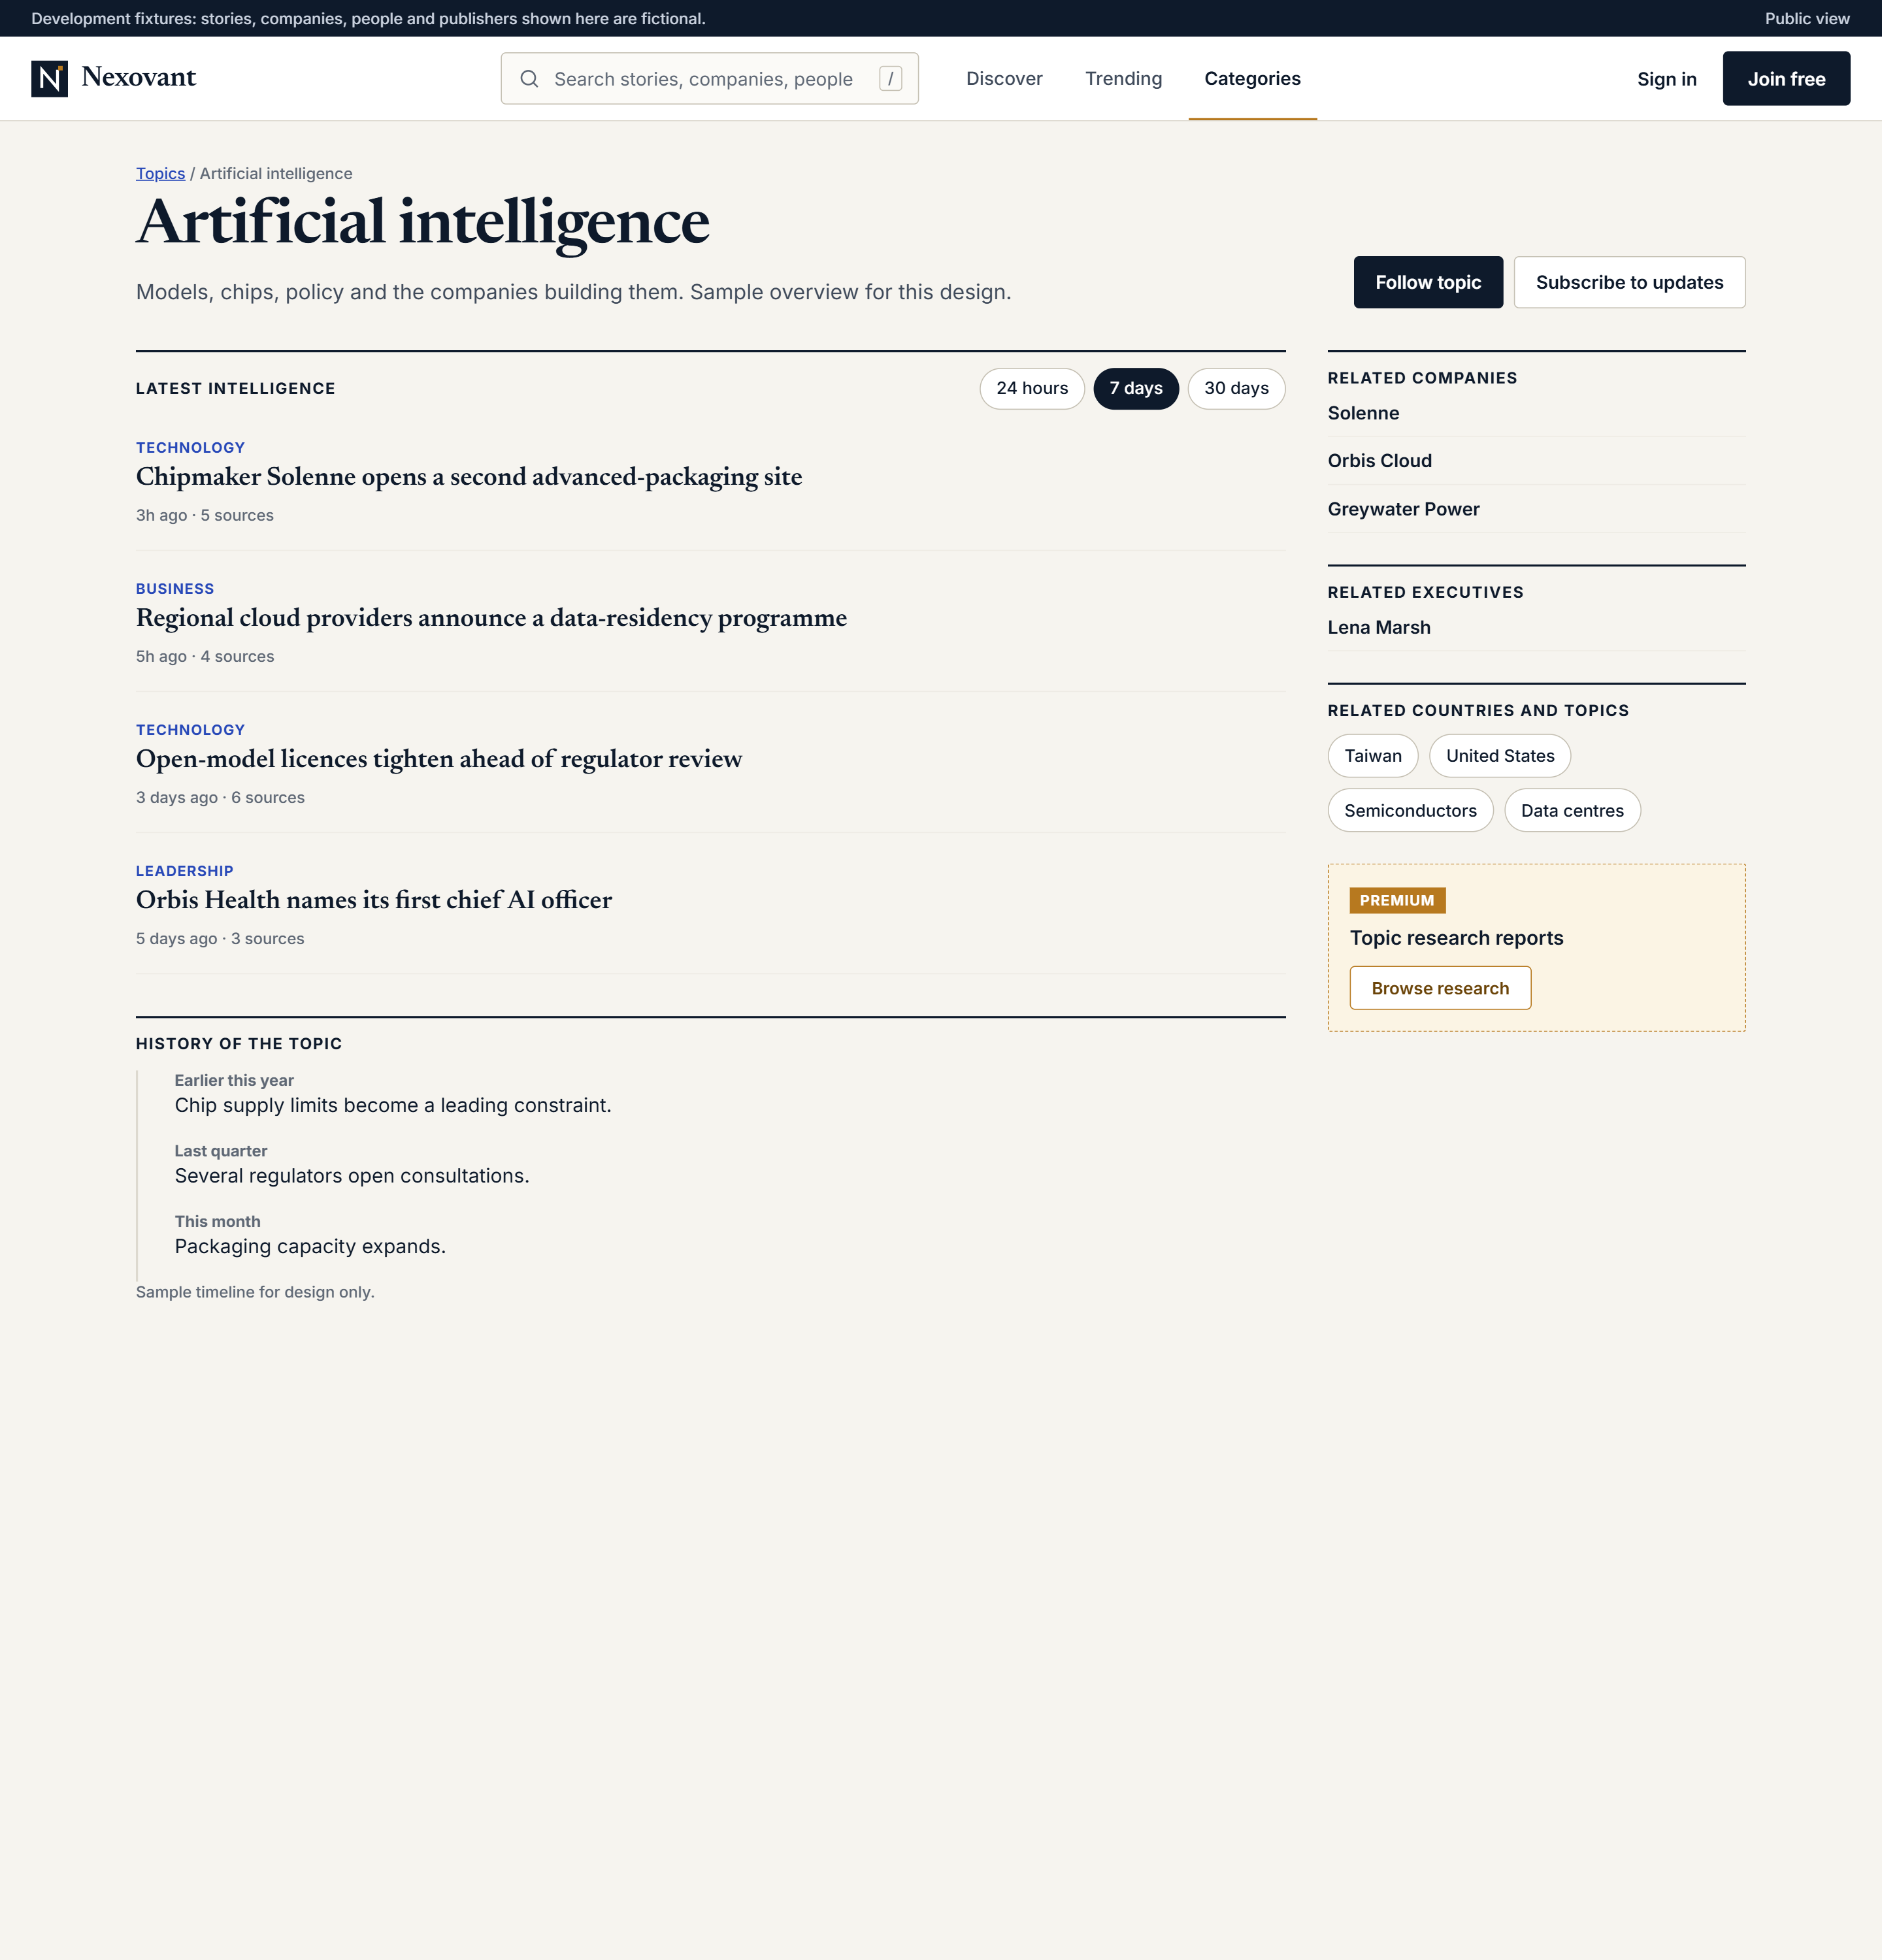 Development fixtures: stories, companies, people and publishers shown here are fictional.
Public view
N Nexovant
Search stories, companies, people /
Discover
Trending
Categories
Sign in
Join free
Topics / Artificial intelligence
Artificial intelligence
Models, chips, policy and the companies building them. Sample overview for this design.
Follow topic
Subscribe to updates
LATEST INTELLIGENCE
24 hours
7 days
30 days
TECHNOLOGY
Chipmaker Solenne opens a second advanced-packaging site
3h ago · 5 sources
BUSINESS
Regional cloud providers announce a data-residency programme
5h ago · 4 sources
TECHNOLOGY
Open-model licences tighten ahead of regulator review
3 days ago · 6 sources
LEADERSHIP
Orbis Health names its first chief AI officer
5 days ago · 3 sources
HISTORY OF THE TOPIC
Earlier this year
Chip supply limits become a leading constraint.
Last quarter
Several regulators open consultations.
This month
Packaging capacity expands.
Sample timeline for design only.
RELATED COMPANIES
Solenne
Orbis Cloud
Greywater Power
RELATED EXECUTIVES
Lena Marsh
RELATED COUNTRIES AND TOPICS
Taiwan
United States
Semiconductors
Data centres
PREMIUM
Topic research reports
Browse research